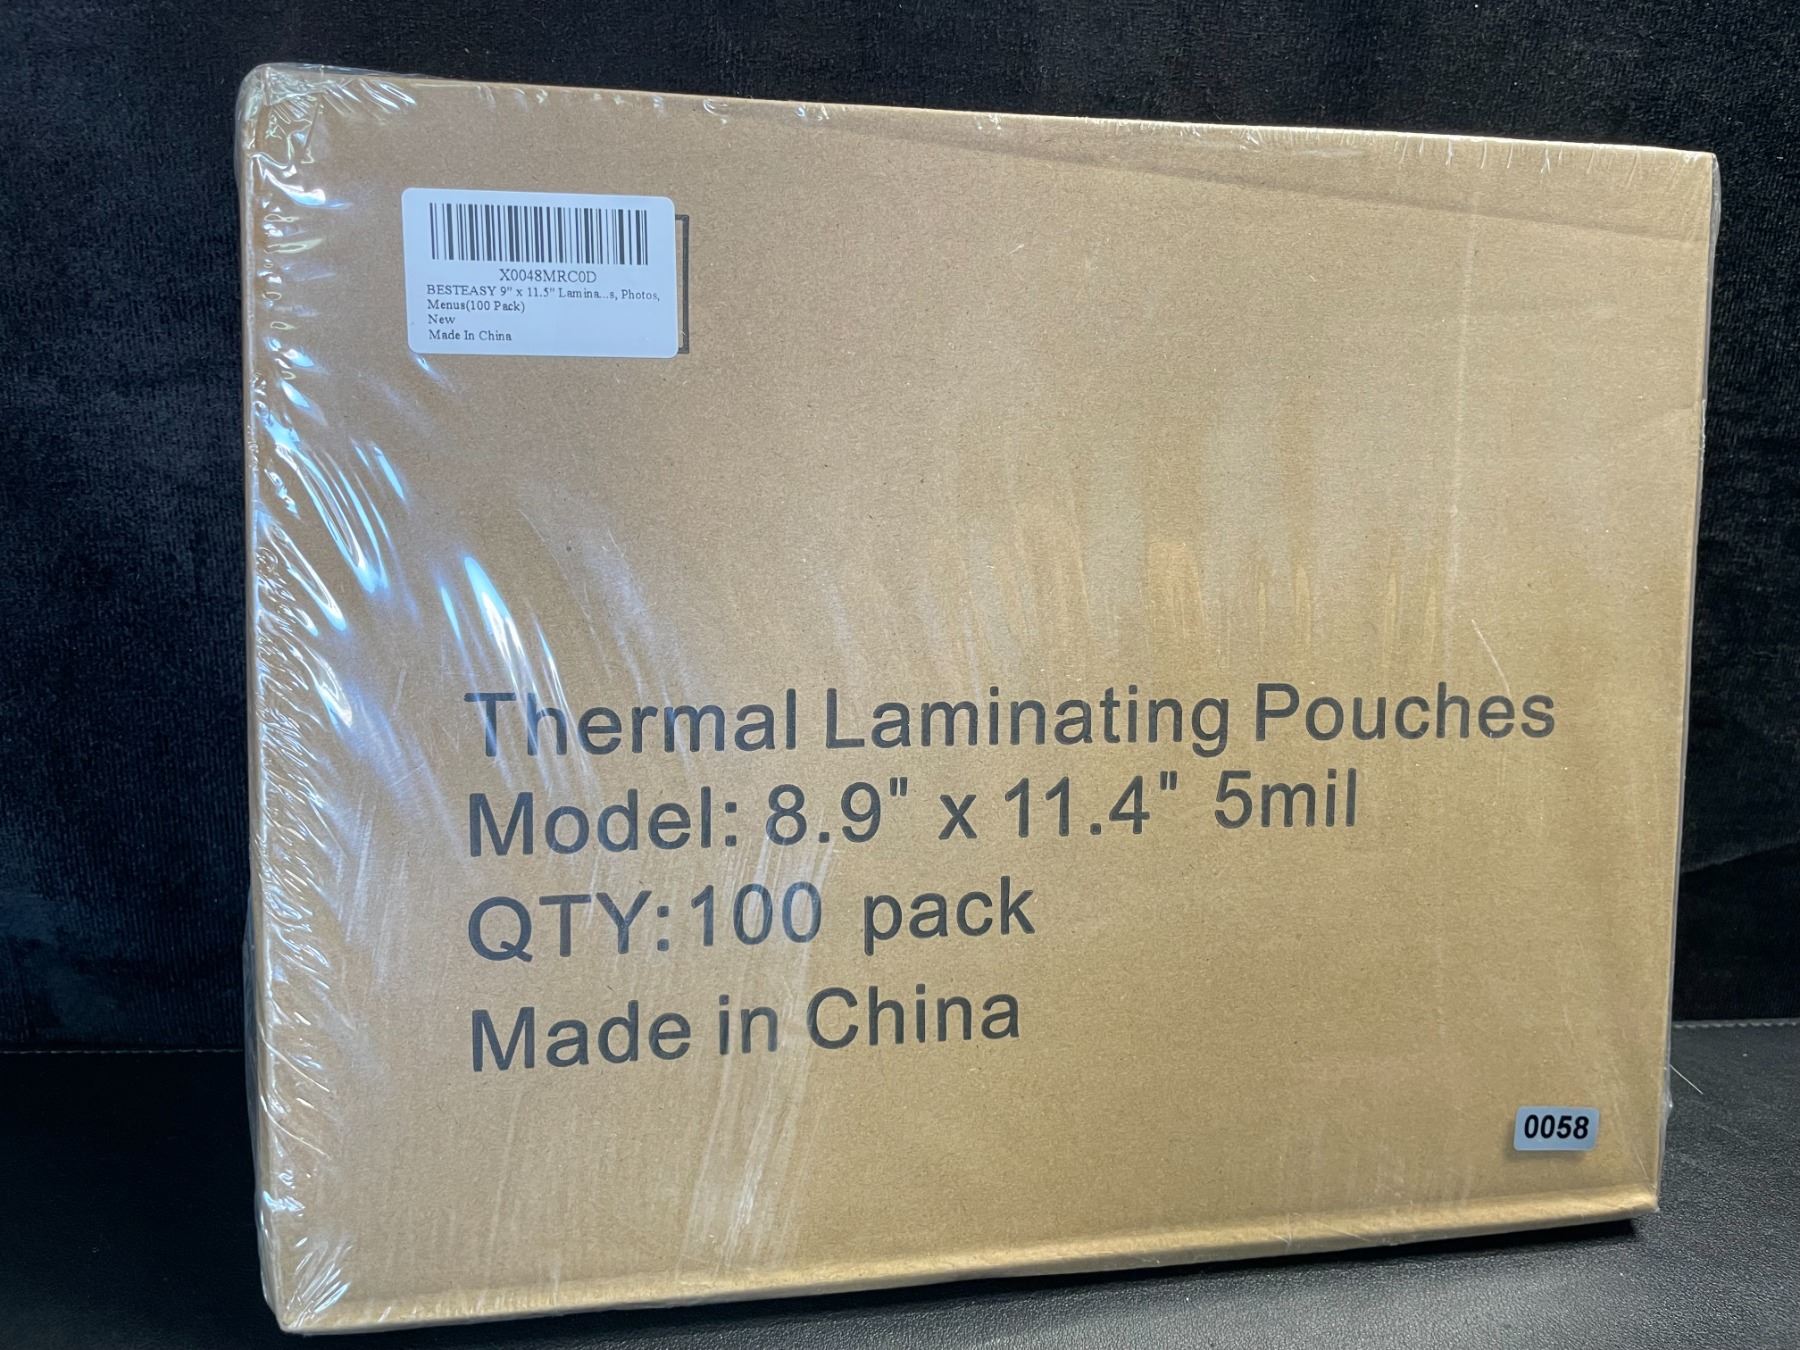 X0048MRC0D
BESTEASY 9" x 11.5" Lamina...s, Photos,
Menus(100 Pack)
New
Made In China
Thermal Laminating Pouches
Model: 8.9" x 11.4" 5mil
QTY:100 pack
Made in China
0058